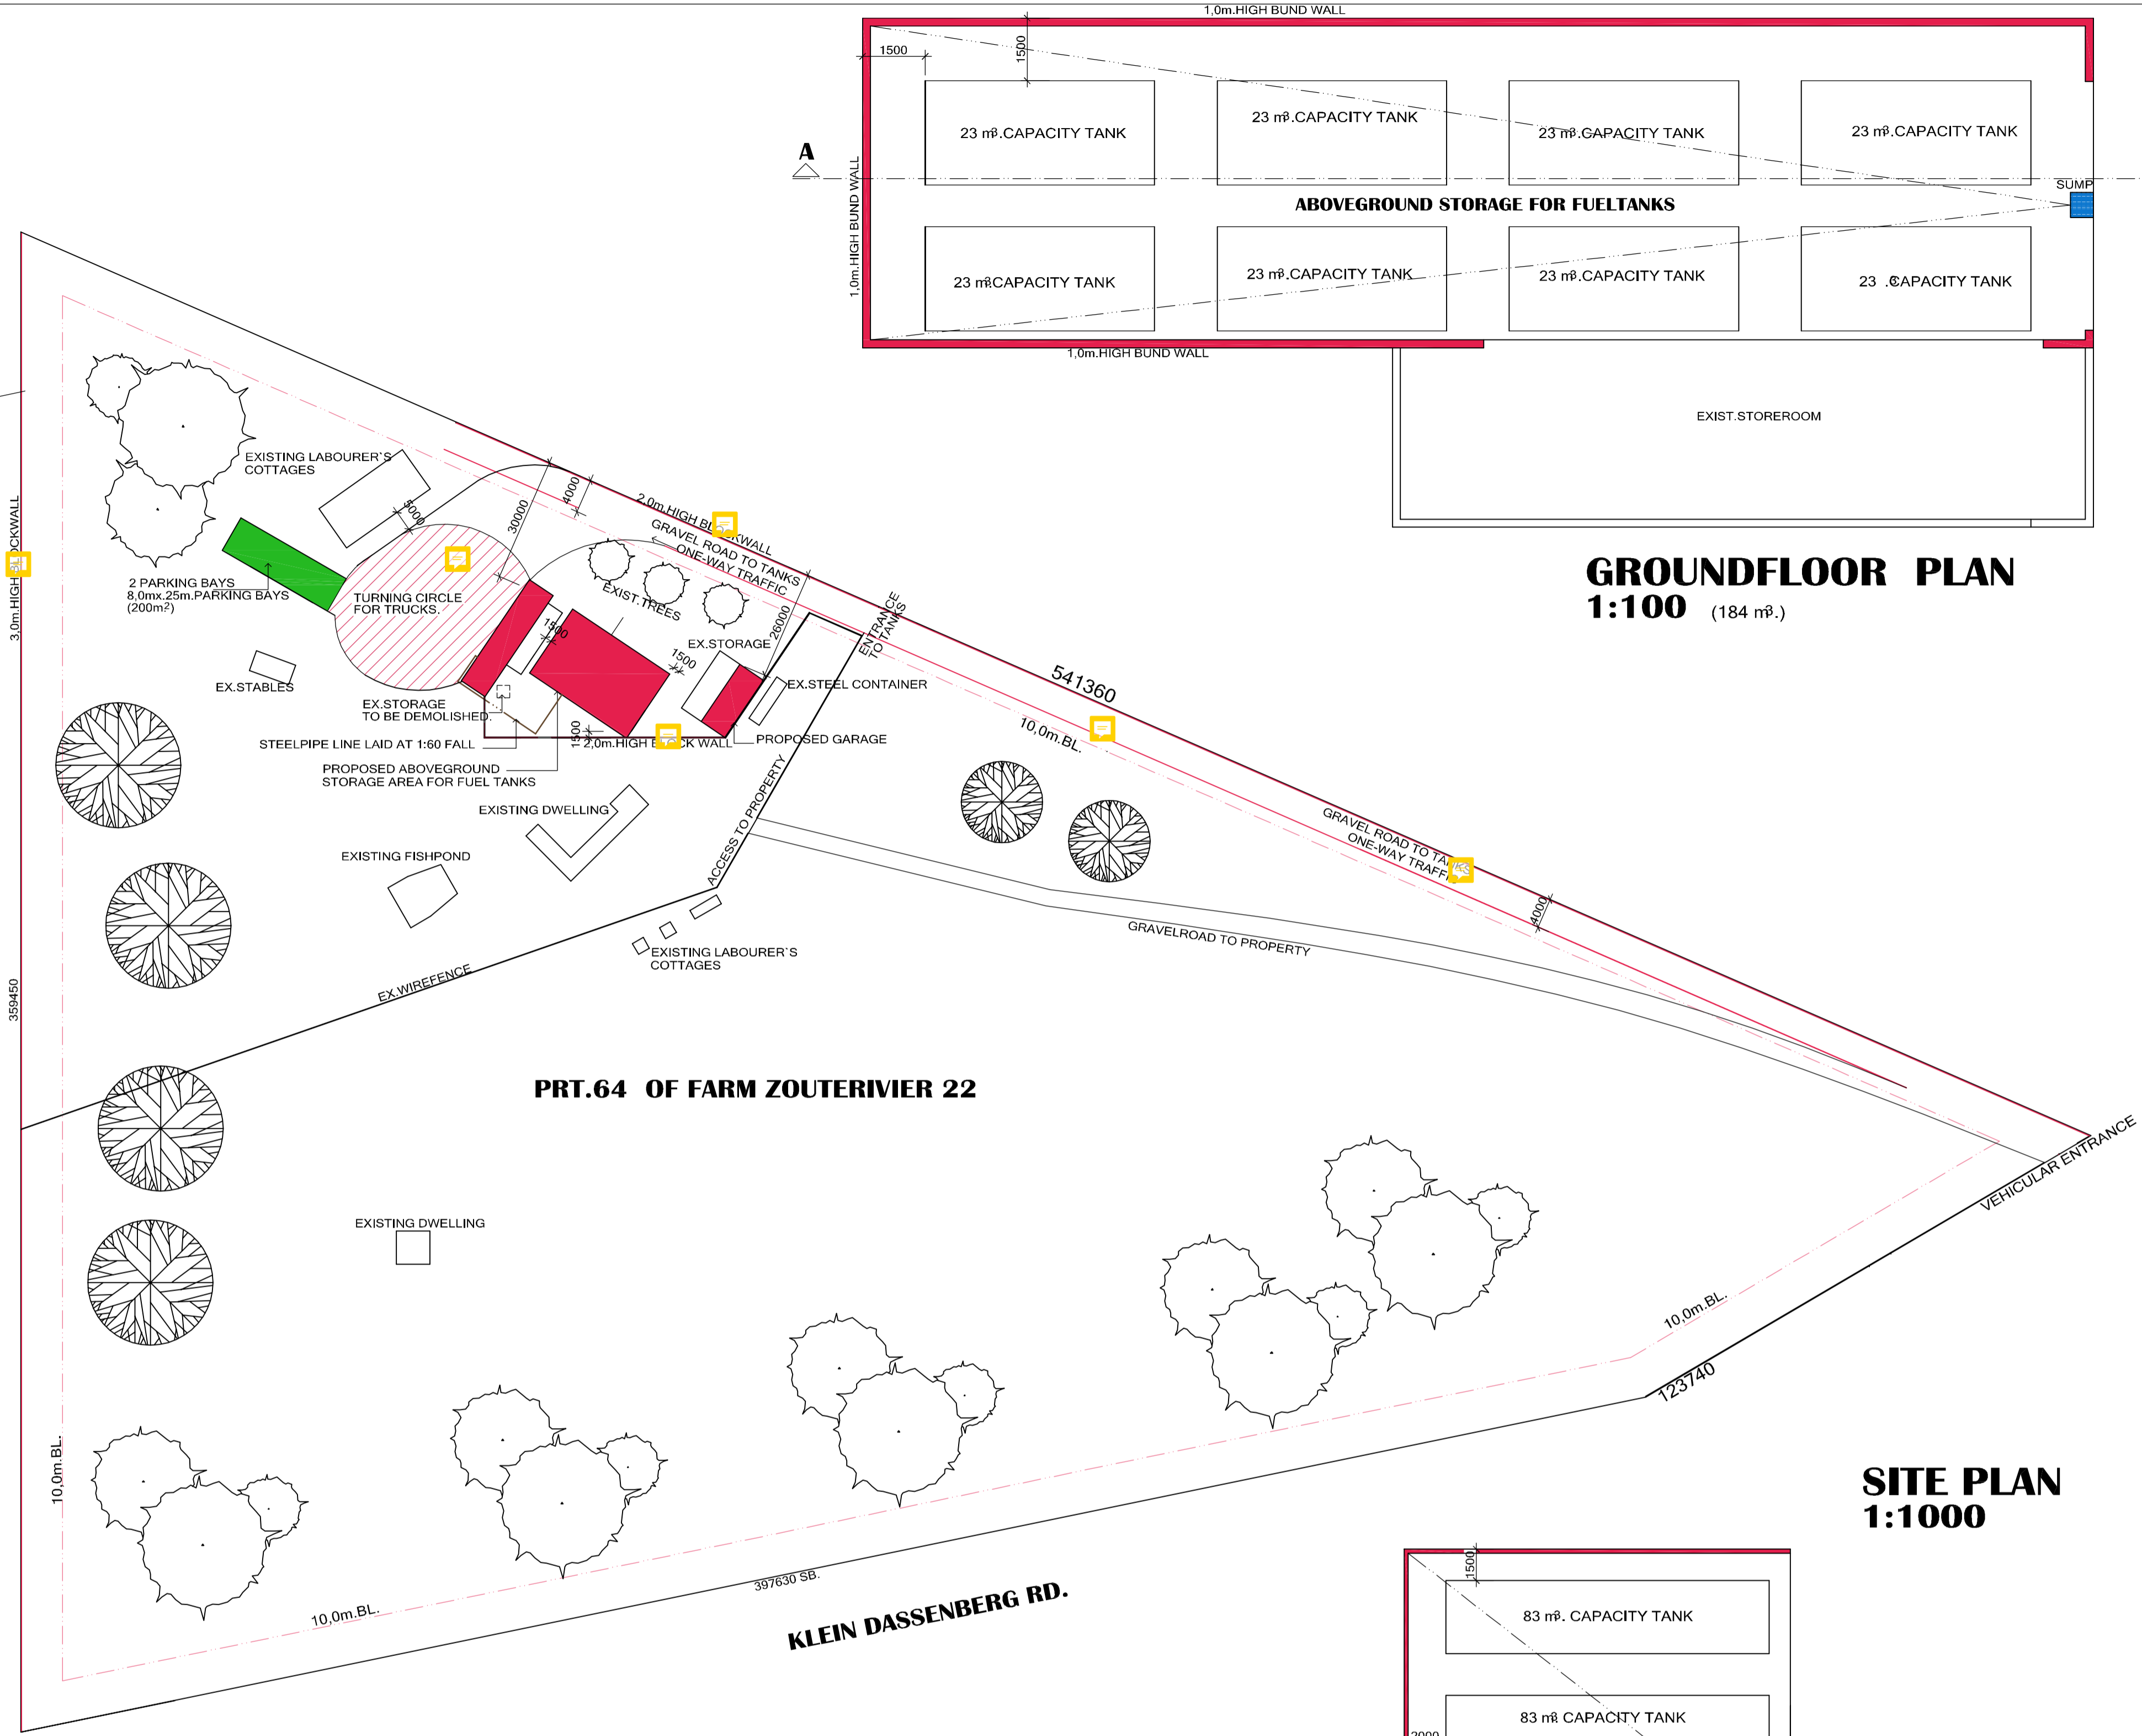 1,0m.HIGH BUND WALL
1500
1500
23 m³.CAPACITY TANK
23 m³.CAPACITY TANK
23 m³.CAPACITY TANK
23 m³.CAPACITY TANK
A
1,0m.HIGH BUND WALL
SUMP
ABOVEGROUND STORAGE FOR FUELTANKS
23 m³CAPACITY TANK
23 m³.CAPACITY TANK
23 m³.CAPACITY TANK
23 .CAPACITY TANK
1,0m.HIGH BUND WALL
EXIST.STOREROOM
GROUNDFLOOR PLAN
1:100 (184 m³.)
EXISTING LABOURER`S
COTTAGES
5000
30000
4000
2,0m.HIGH BLOCKWALL
GRAVEL ROAD TO TANKS
ONE-WAY TRAFFIC
3,0m.HIGH BLOCKWALL
2 PARKING BAYS
8,0mx.25m.PARKING BAYS
(200m²)
TURNING CIRCLE
FOR TRUCKS.
EXIST.TREES
26000
ENTRANCE
TO TANKS
1500
1500
EX.STORAGE
EX.STABLES
EX.STEEL CONTAINER
541360
EX.STORAGE
TO BE DEMOLISHED.
10,0m.BL.
STEELPIPE LINE LAID AT 1:60 FALL
1500
2,0m.HIGH BLOCK WALL
PROPOSED GARAGE
PROPOSED ABOVEGROUND
STORAGE AREA FOR FUEL TANKS
EXISTING DWELLING
ACCESS TO PROPERTY
GRAVEL ROAD TO TANKS
ONE-WAY TRAFFIC
EXISTING FISHPOND
4000
GRAVELROAD TO PROPERTY
EXISTING LABOURER`S
COTTAGES
EX.WIREFENCE
359450
PRT.64 OF FARM ZOUTERIVIER 22
VEHICULAR ENTRANCE
EXISTING DWELLING
10,0m.BL.
123740
10,0m.BL.
SITE PLAN
1:1000
397630 SB.
10,0m.BL.
KLEIN DASSENBERG RD.
1500
83 m³. CAPACITY TANK
83 m³ CAPACITY TANK
2000